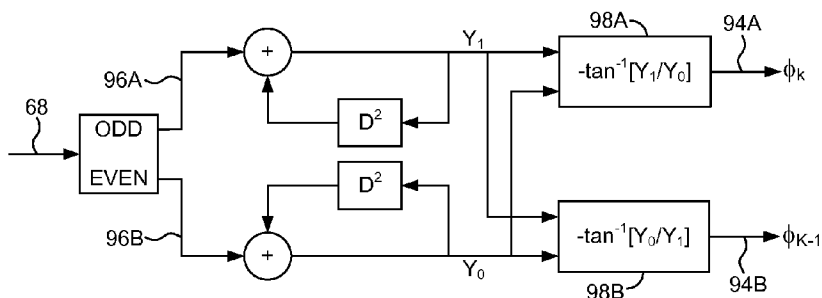 98A
94A
Y₁
96A
+
-tan⁻¹[Y₁/Y₀]
ϕₖ
68
D²
ODD
EVEN
D²
96B
+
-tan⁻¹[Y₀/Y₁]
ϕK-1
Y₀
98B
94B